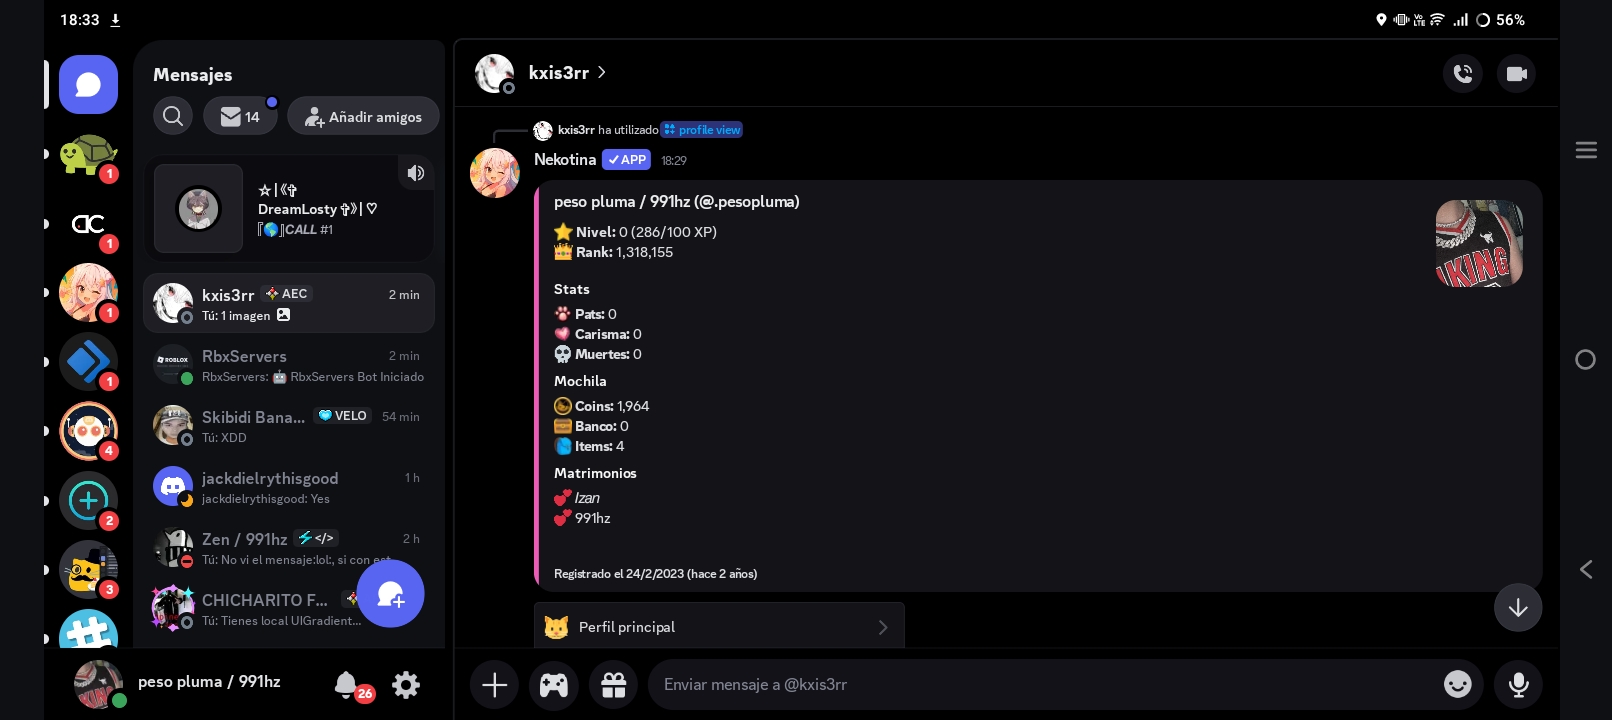 18:33
Vo LTE
56%
Mensajes
14
Añadir amigos
☆ | 《✞
DreamLosty ✞》| ♡
『🌎』CALL #1
1
ac
1
1
1
4
2
3
kxis3rr AEC 2 min
Tú: 1 imagen
ROBLOX
RbxServers 2 min
RbxServers: 🤖 RbxServers Bot Iniciado
Skibidi Bana... VELO 54 min
Tú: XDD
jackdielrythisgood 1 h
jackdielrythisgood: Yes
Zen / 991hz ⚡</> 2 h
Tú: No vi el mensaje:lol:, si con est
CHICHARITO F...
Tú: Tienes local UIGradient...
peso pluma / 991hz
26
kxis3rr
kxis3rr ha utilizado profile view
Nekotina ✓ APP 18:29
peso pluma / 991hz (@.pesopluma)
Nivel: 0 (286/100 XP)
Rank: 1,318,155
Stats
Pats: 0
Carisma: 0
Muertes: 0
Mochila
Coins: 1,964
Banco: 0
Items: 4
Matrimonios
Izan
991hz
Registrado el 24/2/2023 (hace 2 años)
AKING
Perfil principal
Enviar mensaje a @kxis3rr